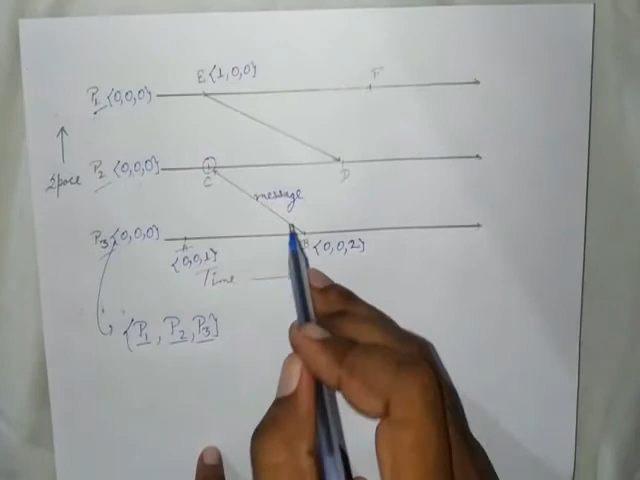 E{1,0,0} F
P1 {0,0,0}
Space
P2 {0,0,0}
C D
message
P3 {0,0,0}
A B {0,0,2}
{0,0,1}
Time
{P1, P2, P3]